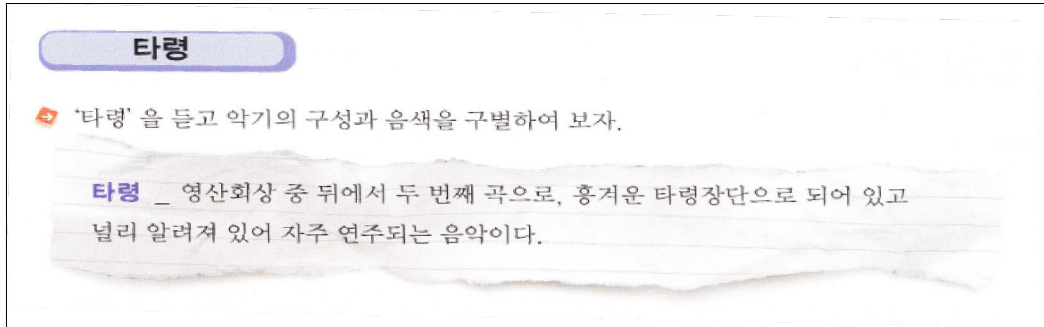 타령
'타령' 을 듣고 악기의 구성과 음색을 구별하여 보자.
타령 _ 영산회상 중 뒤에서 두 번째 곡으로, 흥겨운 타령장단으로 되어 있고
널리 알려져 있어 자주 연주되는 음악이다.